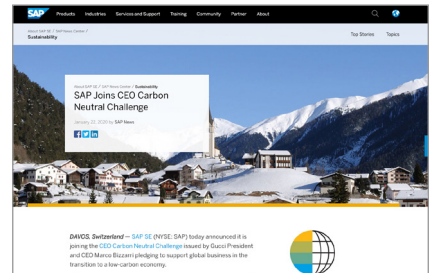 SAP Products Industries Services and Support Training Community Partner About
About SAP SE / SAP News Center /
Sustainability
Top Stories Topics
About SAP SE / SAP News Center / Sustainability
SAP Joins CEO Carbon
Neutral Challenge
January 22, 2020 by SAP News
DAVOS, Switzerland — SAP SE (NYSE: SAP) today announced it is
joining the CEO Carbon Neutral Challenge issued by Gucci President
and CEO Marco Bizzarri pledging to support global business in the
transition to a low-carbon economy.